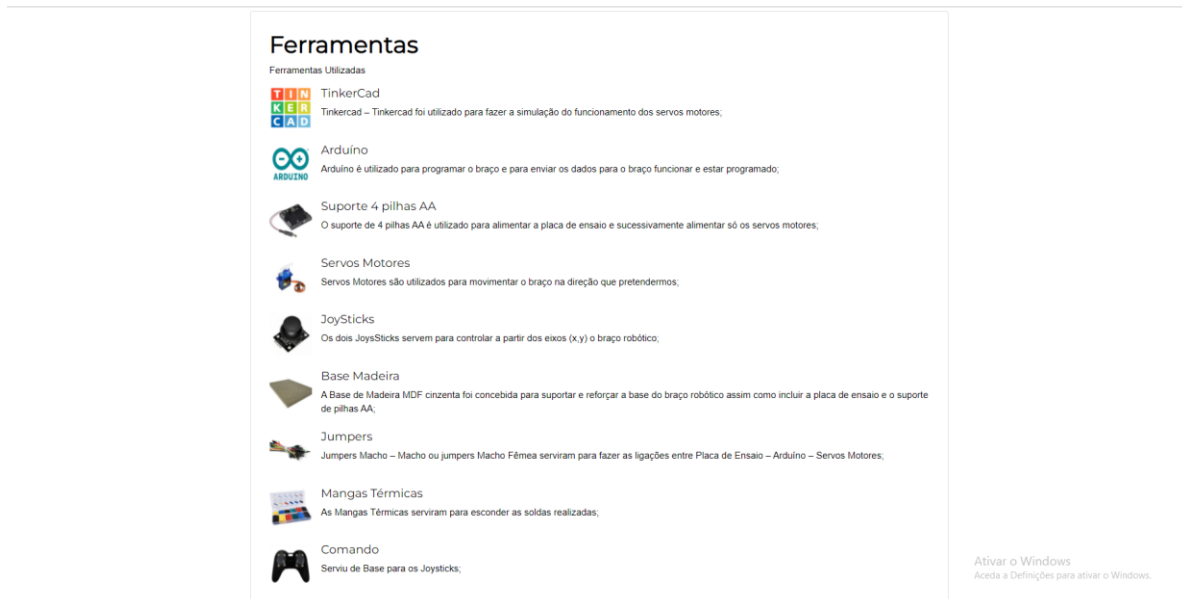 Ferramentas
Ferramentas Utilizadas
TIN
KER
CAD
TinkerCad
Tinkercad – Tinkercad foi utilizado para fazer a simulação do funcionamento dos servos motores;
ARDUINO
Arduíno
Arduíno é utilizado para programar o braço e para enviar os dados para o braço funcionar e estar programado;
Suporte 4 pilhas AA
O suporte de 4 pilhas AA é utilizado para alimentar a placa de ensaio e sucessivamente alimentar só os servos motores;
Servos Motores
Servos Motores são utilizados para movimentar o braço na direção que pretendermos;
JoySticks
Os dois JoysSticks servem para controlar a partir dos eixos (x,y) o braço robótico;
Base Madeira
A Base de Madeira MDF cinzenta foi concebida para suportar e reforçar a base do braço robótico assim como incluir a placa de ensaio e o suporte
de pilhas AA;
Jumpers
Jumpers Macho – Macho ou jumpers Macho Fêmea serviram para fazer as ligações entre Placa de Ensaio – Arduíno – Servos Motores;
Mangas Térmicas
As Mangas Térmicas serviram para esconder as soldas realizadas;
Comando
Serviu de Base para os Joysticks;
Ativar o Windows
Aceda a Definições para ativar o Windows.